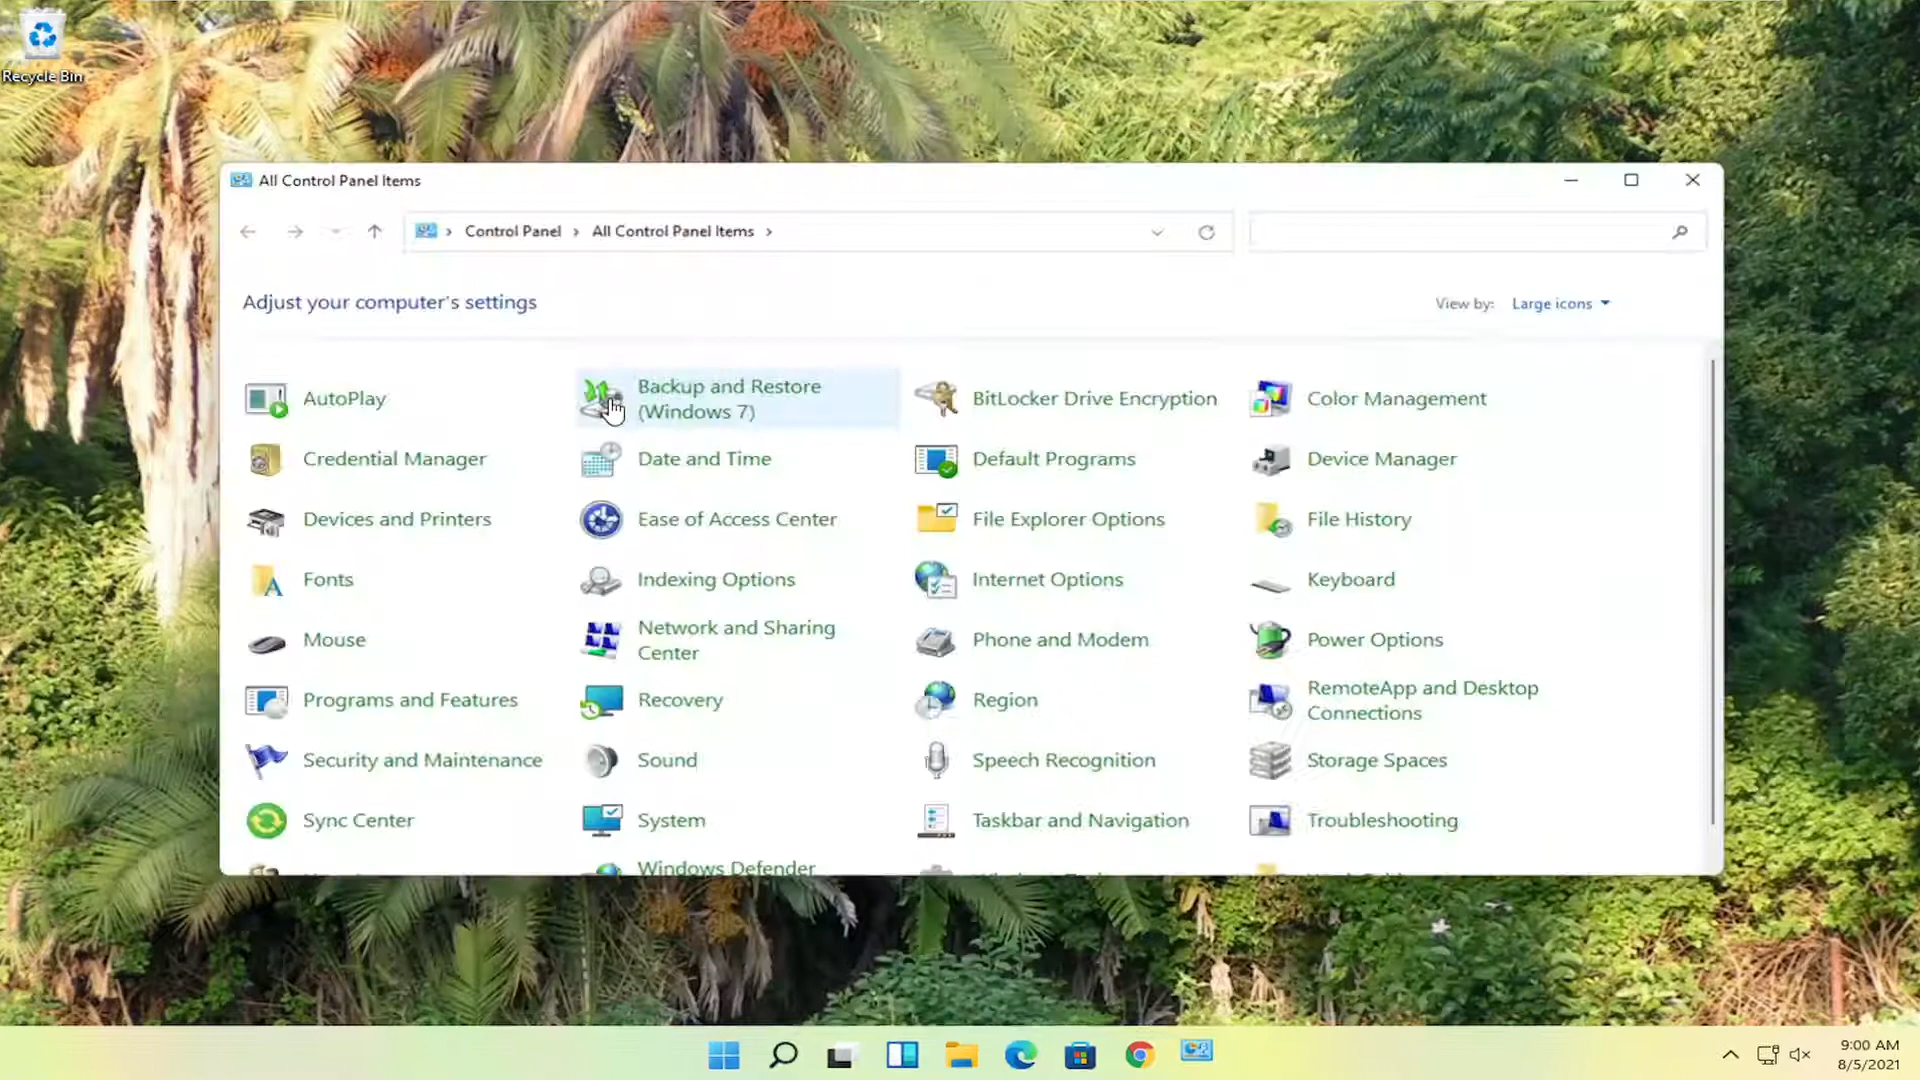 Recycle Bin
All Control Panel Items
Control Panel
All Control Panel Items
Adjust your computer's settings
View by:
Large icons
AutoPlay
Backup and Restore
(Windows 7)
BitLocker Drive Encryption
Color Management
Credential Manager
Date and Time
Default Programs
Device Manager
Devices and Printers
Ease of Access Center
File Explorer Options
File History
Fonts
Indexing Options
Internet Options
Keyboard
Mouse
Network and Sharing
Center
Phone and Modem
Power Options
Programs and Features
Recovery
Region
RemoteApp and Desktop
Connections
Security and Maintenance
Sound
Speech Recognition
Storage Spaces
Sync Center
System
Taskbar and Navigation
Troubleshooting
Windows Defender
9:00 AM
8/5/2021